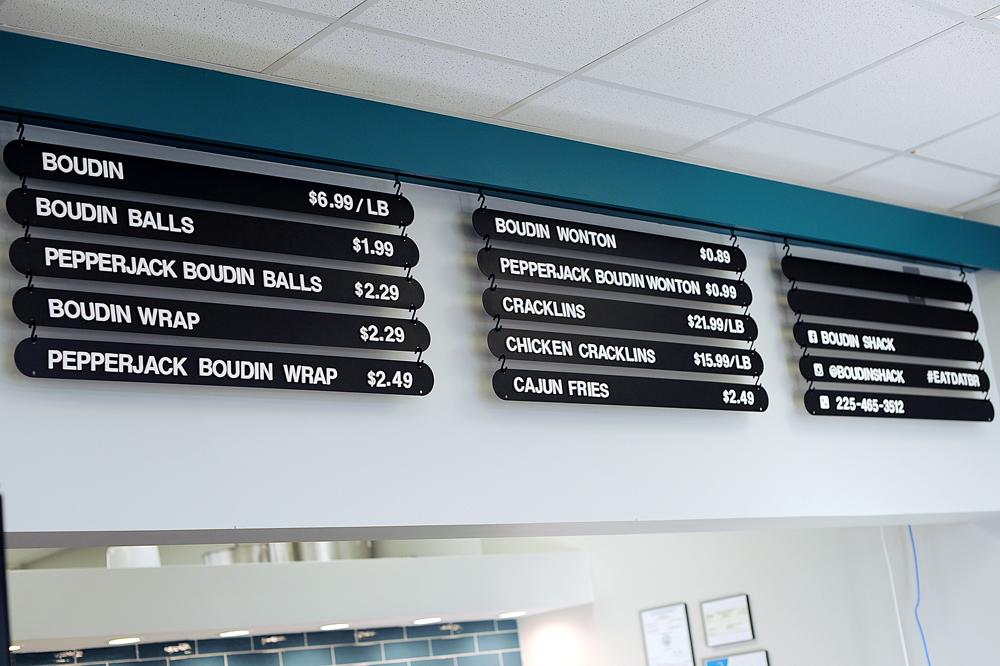 BOUDIN $6.99/LB
BOUDIN BALLS $1.99
PEPPERJACK BOUDIN BALLS $2.29
BOUDIN WRAP $2.29
PEPPERJACK BOUDIN WRAP $2.49
BOUDIN WONTON $0.89
PEPPERJACK BOUDIN WONTON $0.99
CRACKLINS $21.99/LB
CHICKEN CRACKLINS $15.99/LB
CAJUN FRIES $2.49
BOUDIN SHACK
@BOUDINSHACK #EATDATBR
225-465-3512